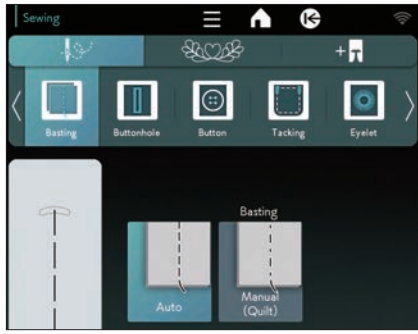 Sewing
Basting
Buttonhole
Button
Tacking
Eyelet
Basting
Auto
Manual
(Quilt)